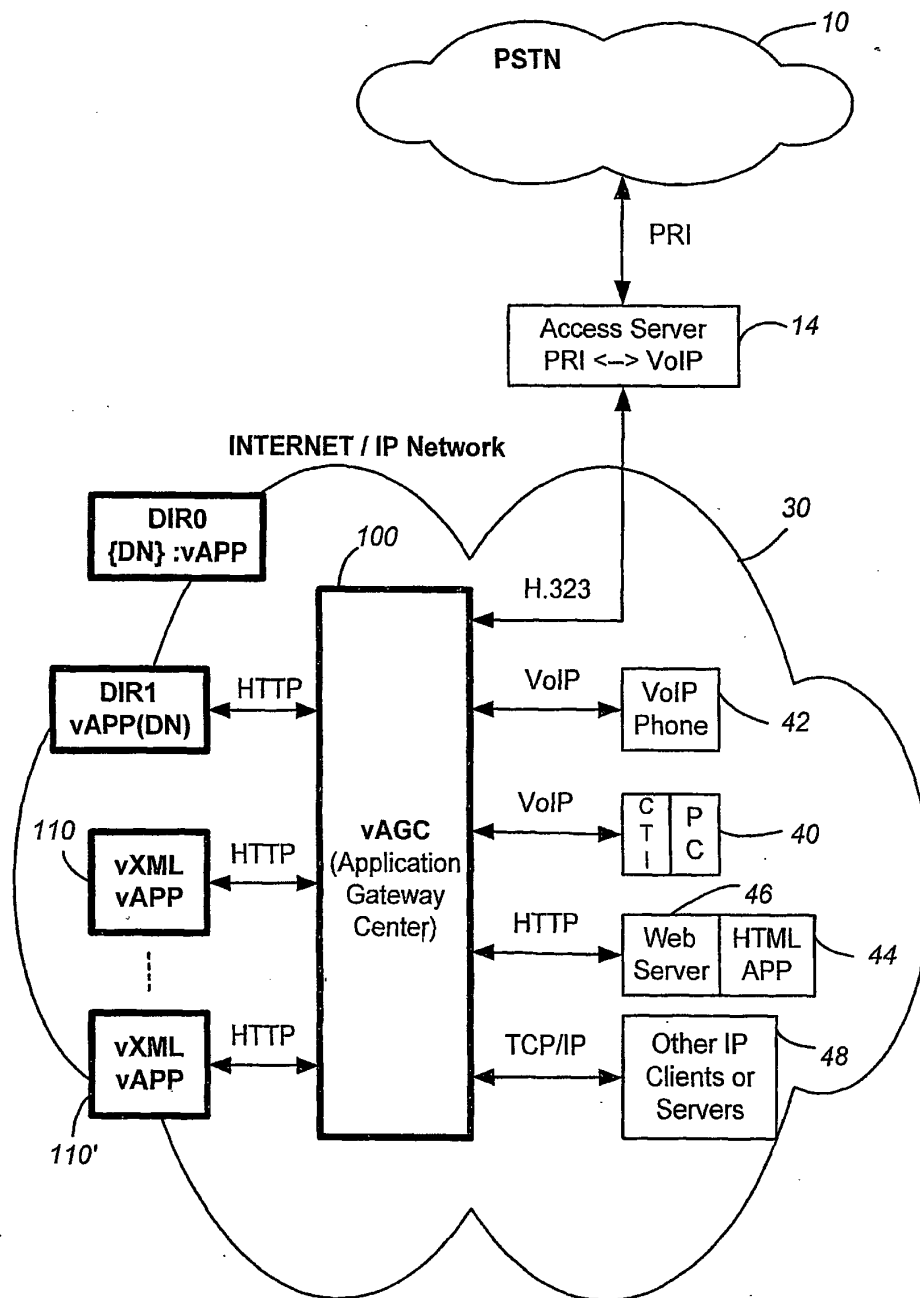 10
PSTN
PRI
Access Server
PRI <--> VoIP
14
INTERNET / IP Network
DIR0
{DN} :vAPP
100
30
H.323
DIR1
vAPP(DN)
HTTP
VoIP
VoIP
Phone
42
110
vXML
vAPP
HTTP
vAGC
(Application
Gateway
Center)
VoIP
C
T
I
P
C
40
HTTP
46
Web
Server
HTML
APP
44
vXML
vAPP
HTTP
110'
TCP/IP
Other IP
Clients or
Servers
48